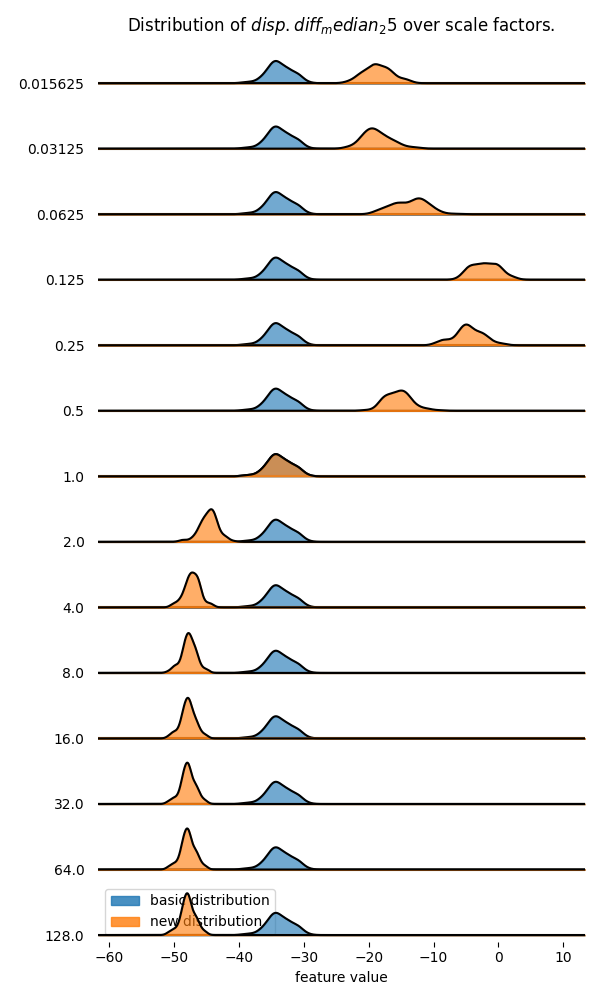 Distribution of disp.diff_median_25 over scale factors.
0.015625
0.03125
0.0625
0.125
0.25
0.5
1.0
2.0
4.0
8.0
16.0
32.0
64.0
128.0
basic distribution
new distribution
−60 −50 −40 −30 −20 −10 0 10
feature value